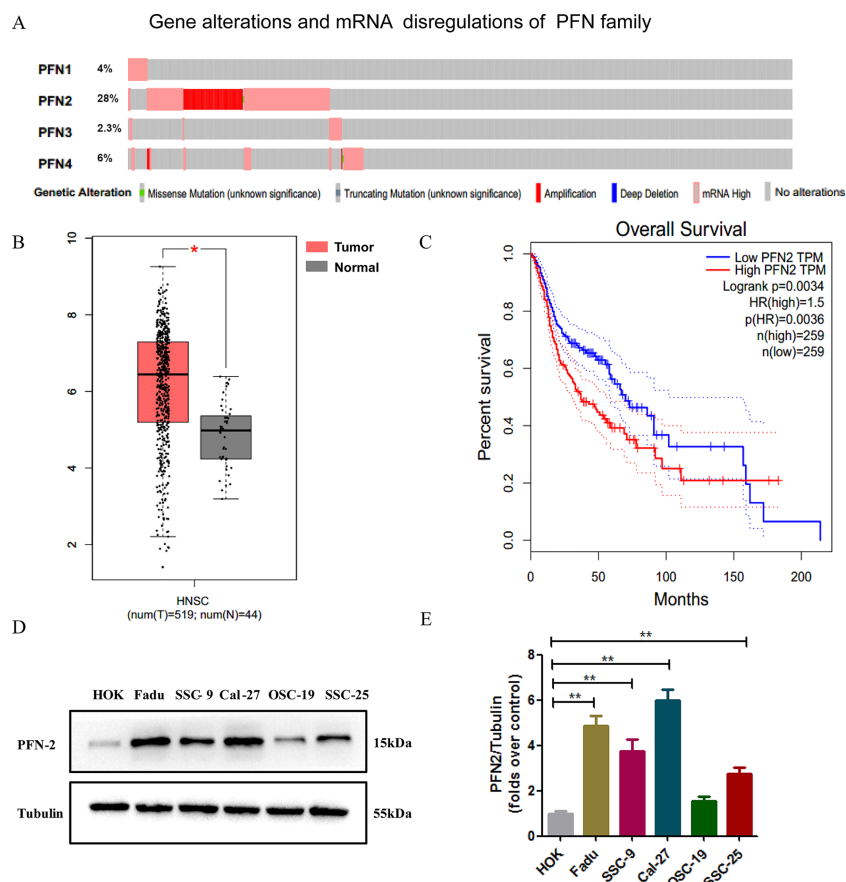 A
Gene alterations and mRNA disregulations of PFN family
PFN1 4%
PFN2 28%
PFN3 2.3%
PFN4 6%
Genetic Alteration Missense Mutation (unknown significance) Truncating Mutation (unknown significance) Amplification Deep Deletion mRNA High No alterations
B
10
8
6
4
2
*
Tumor
Normal
HNSC
(num(T)=519; num(N)=44)
C
Overall Survival
Low PFN2 TPM
High PFN2 TPM
Logrank p=0.0034
HR(high)=1.5
p(HR)=0.0036
n(high)=259
n(low)=259
Percent survival
1.0
0.8
0.6
0.4
0.2
0.0
0 50 100 150 200
Months
D
HOK Fadu SSC-9 Cal-27 OSC-19 SSC-25
PFN-2 15kDa
Tubulin 55kDa
E
**
**
**
**
PFN2/Tubulin
(folds over control)
8
6
4
2
0
HOK Fadu SSC-9 Cal-27 OSC-19 SSC-25